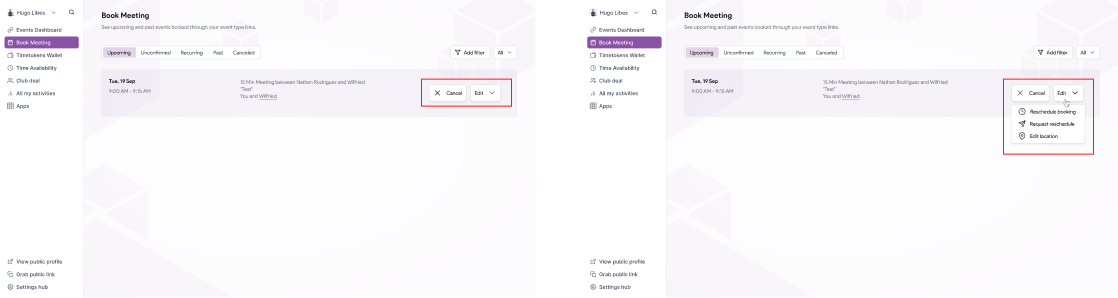 Hugo Libes
Events Dashboard
Book Meeting
Timetokens Wallet
Time Availability
Club deal
All my activities
Apps
View public profile
Grab public link
Settings hub
Book Meeting
See upcoming and past events booked through your event type links.
Upcoming Unconfirmed Recurring Past Canceled
Add filter All
Tue, 19 Sep
9:00 AM - 9:15 AM
15 Min Meeting between Nathan Rodriguez and Wilfried
"Test"
You and Wilfried
Cancel Edit
Hugo Libes
Events Dashboard
Book Meeting
Timetokens Wallet
Time Availability
Club deal
All my activities
Apps
View public profile
Grab public link
Settings hub
Book Meeting
See upcoming and past events booked through your event type links.
Upcoming Unconfirmed Recurring Past Canceled
Add filter All
Tue, 19 Sep
9:00 AM - 9:15 AM
15 Min Meeting between Nathan Rodriguez and Wilfried
"Test"
You and Wilfried
Cancel Edit
Reschedule booking
Request reschedule
Edit location